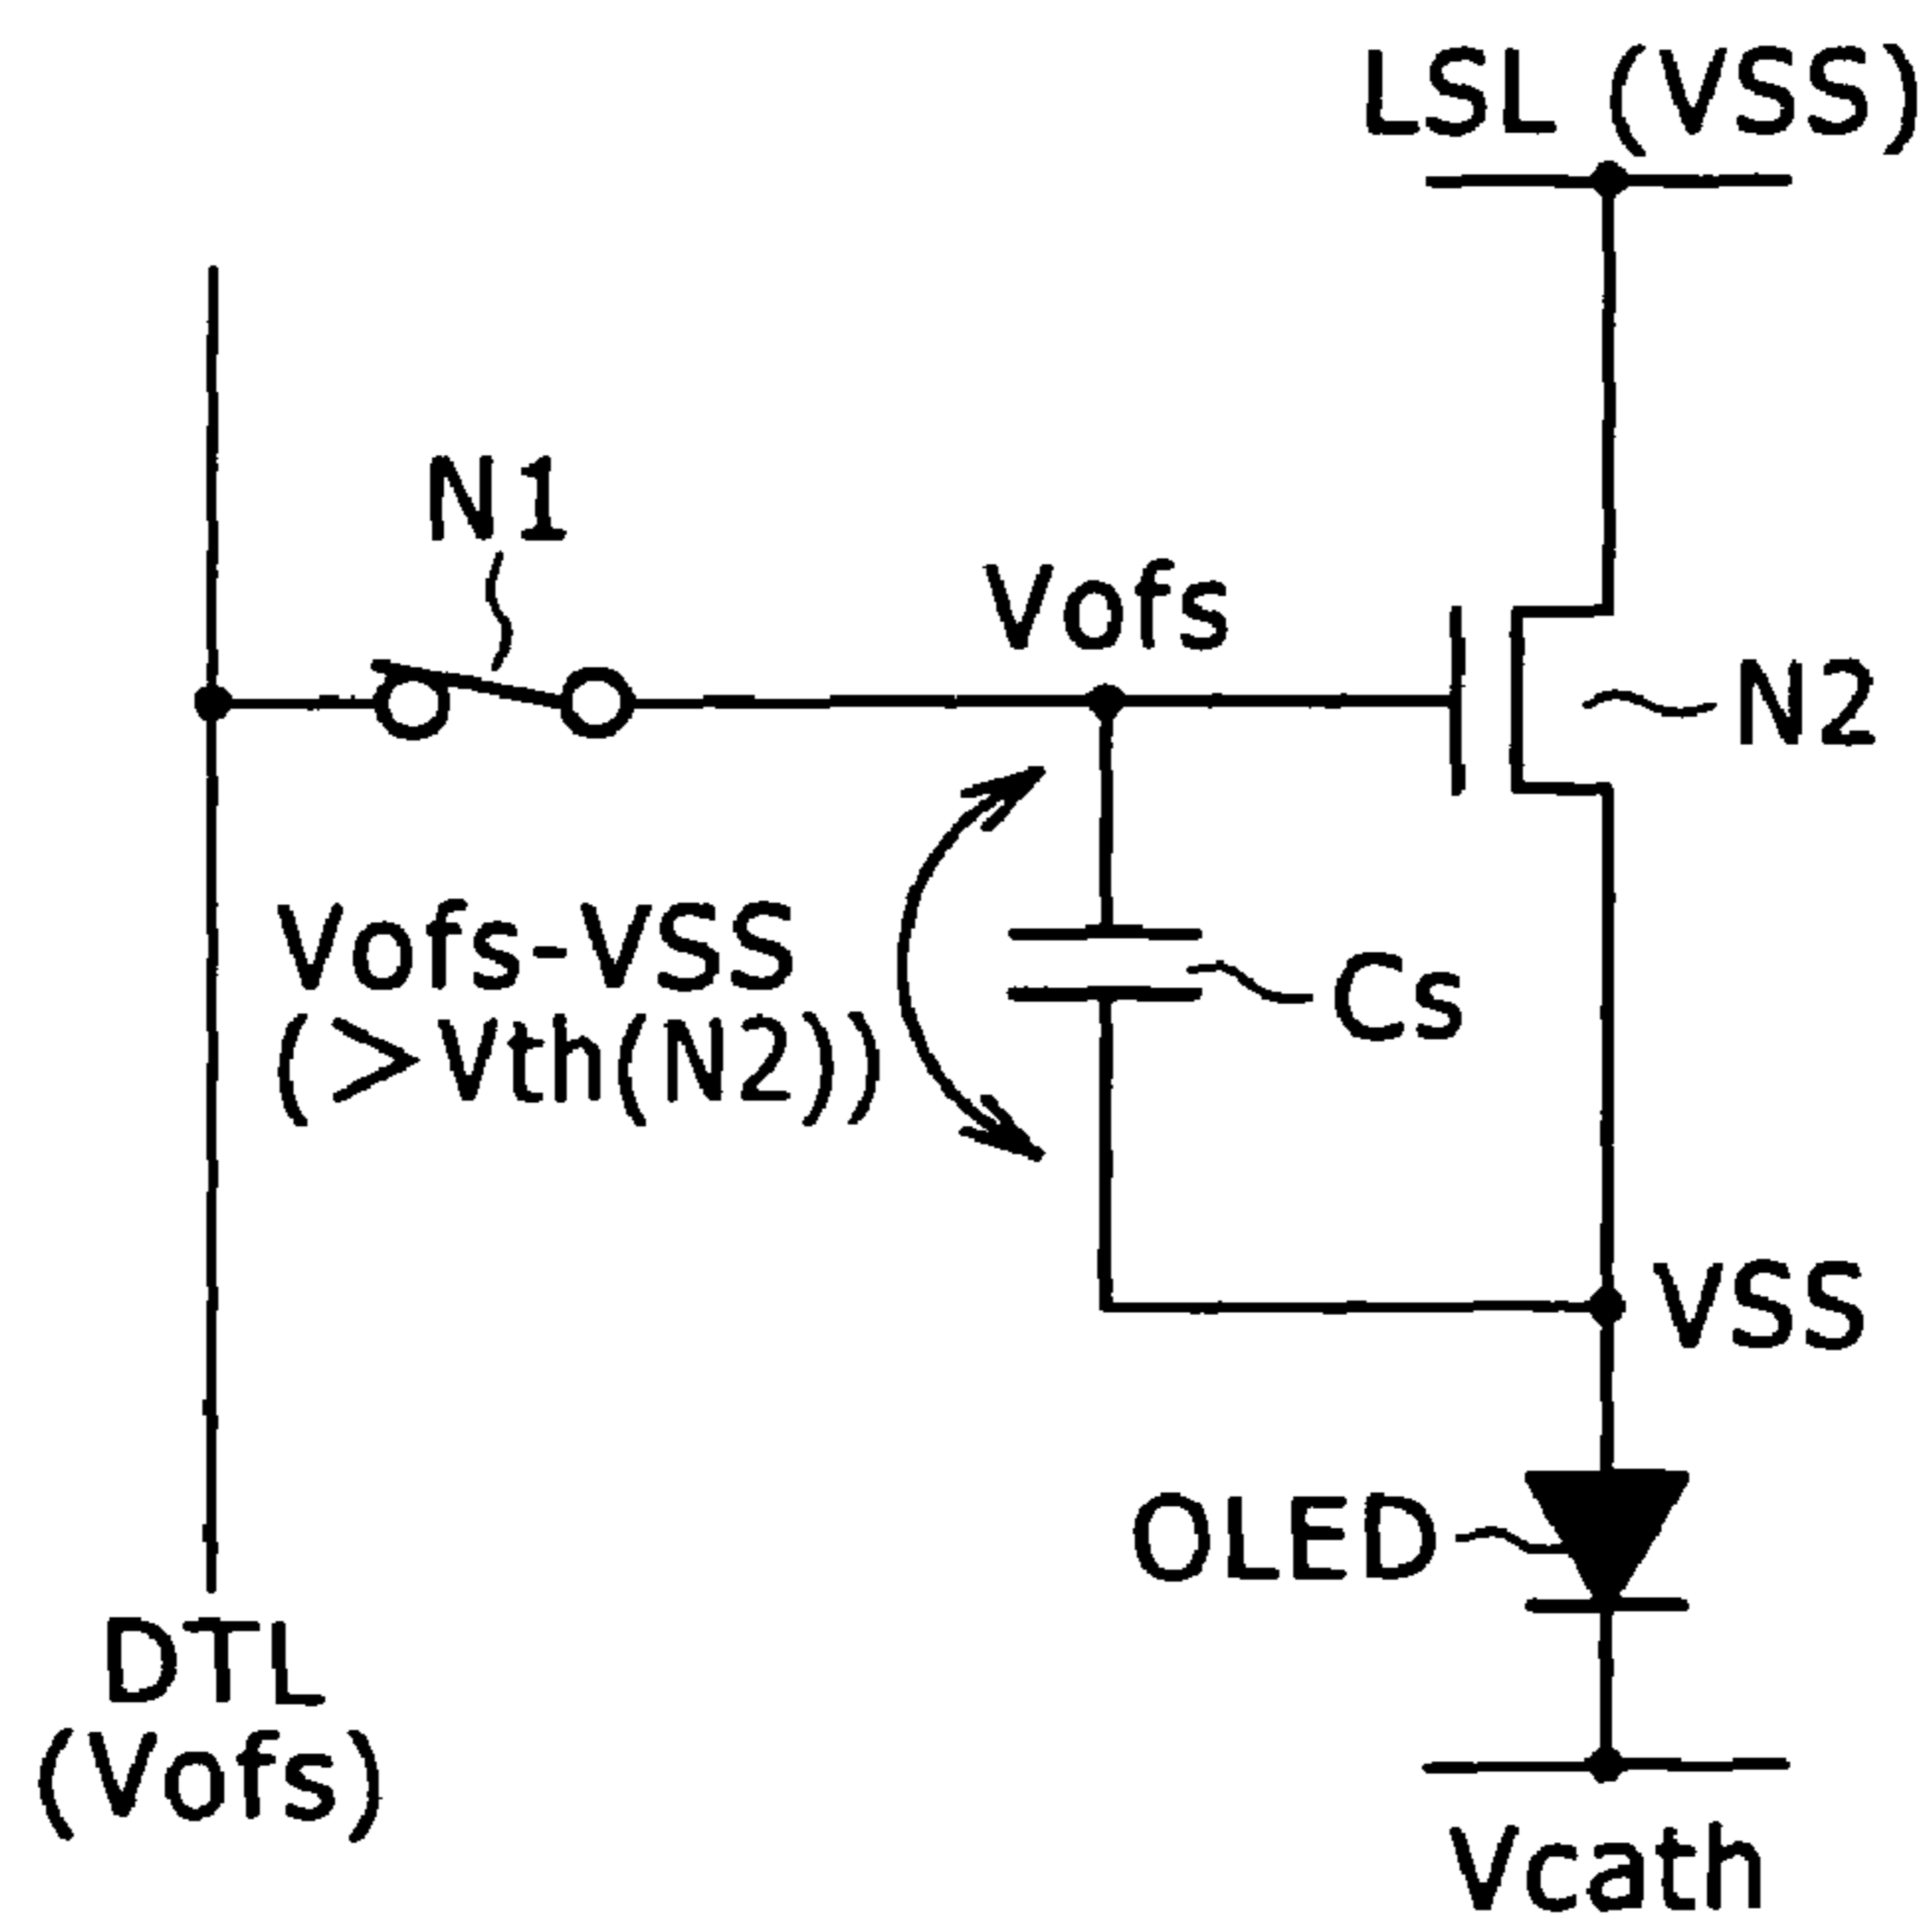 LSL (VSS)
N1
Vofs
N2
Vofs-VSS
(>Vth(N2))
Cs
VSS
OLED
DTL
(Vofs)
Vcath